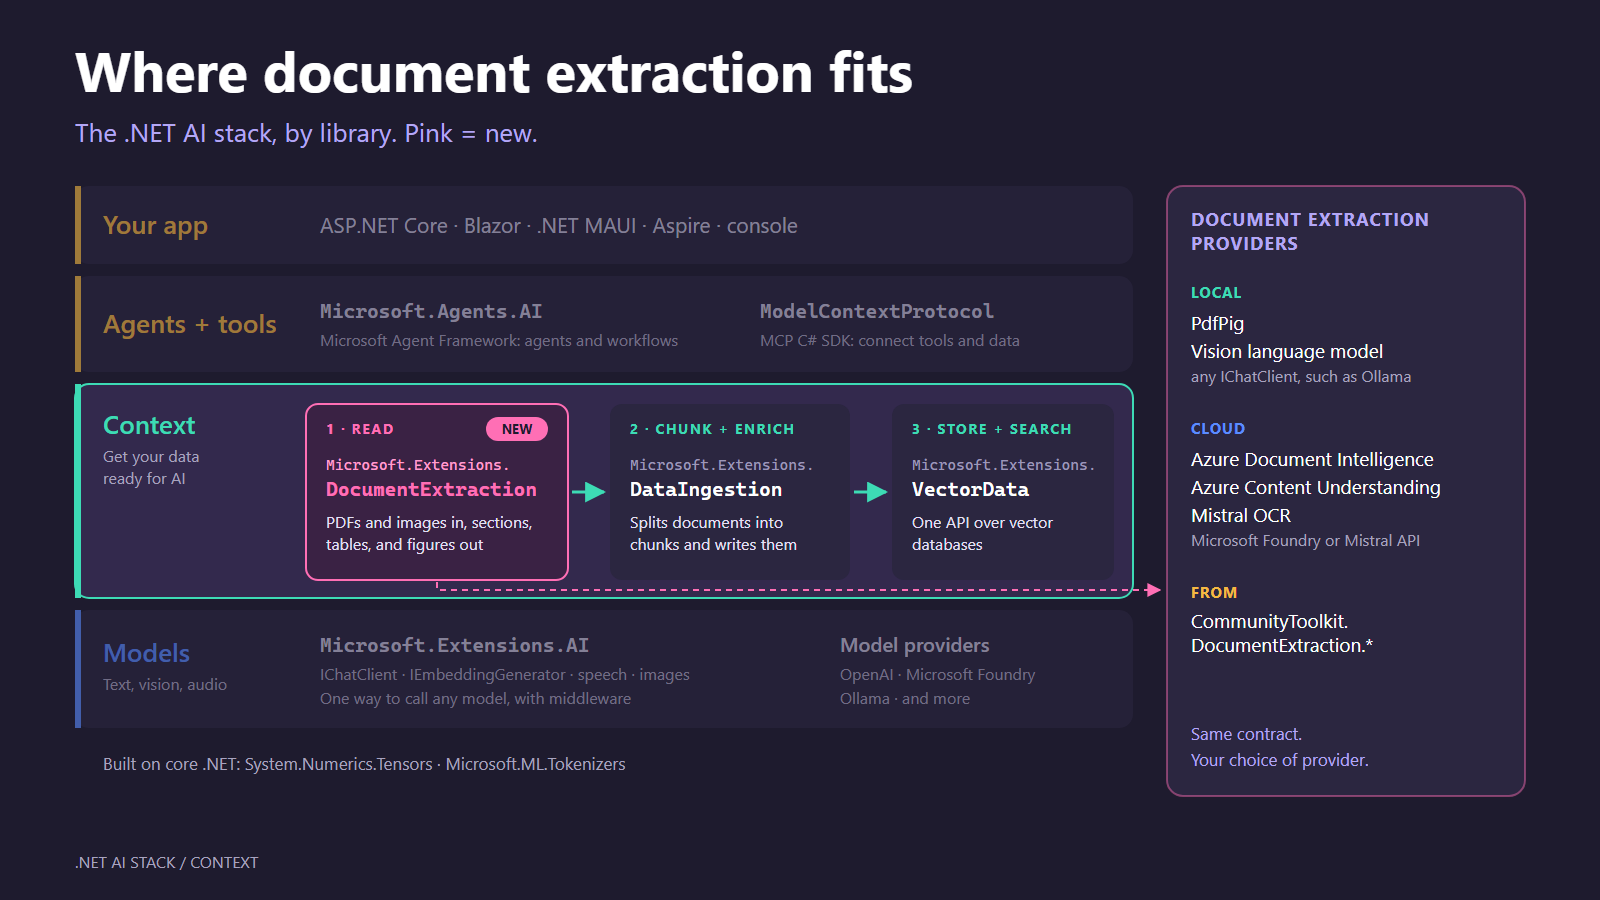 Where document extraction fits
The .NET AI stack, by library. Pink = new.
Your app
ASP.NET Core · Blazor · .NET MAUI · Aspire · console
Agents + tools
Microsoft.Agents.AI
Microsoft Agent Framework: agents and workflows
ModelContextProtocol
MCP C# SDK: connect tools and data
Context
Get your data
ready for AI
1 · READ
NEW
Microsoft.Extensions.
DocumentExtraction
PDFs and images in, sections,
tables, and figures out
2 · CHUNK + ENRICH
Microsoft.Extensions.
DataIngestion
Splits documents into
chunks and writes them
3 · STORE + SEARCH
Microsoft.Extensions.
VectorData
One API over vector
databases
Models
Text, vision, audio
Microsoft.Extensions.AI
IChatClient · IEmbeddingGenerator · speech · images
One way to call any model, with middleware
Model providers
OpenAI · Microsoft Foundry
Ollama · and more
Built on core .NET: System.Numerics.Tensors · Microsoft.ML.Tokenizers
DOCUMENT EXTRACTION
PROVIDERS
LOCAL
PdfPig
Vision language model
any IChatClient, such as Ollama
CLOUD
Azure Document Intelligence
Azure Content Understanding
Mistral OCR
Microsoft Foundry or Mistral API
FROM
CommunityToolkit.
DocumentExtraction.*
Same contract.
Your choice of provider.
.NET AI STACK / CONTEXT